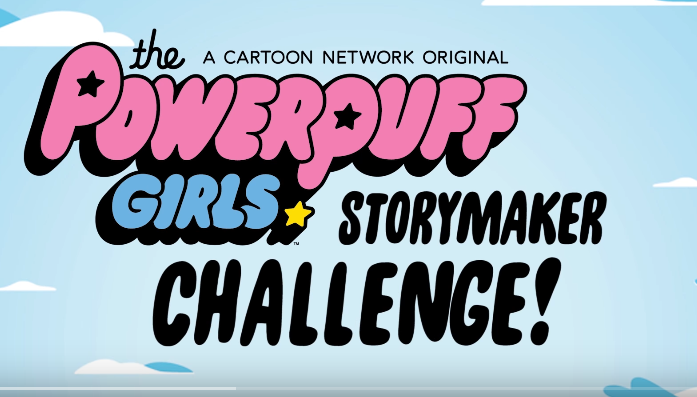 the
A CARTOON NETWORK ORIGINAL
POWERPUFF
GIRLS
STORYMAKER
CHALLENGE!